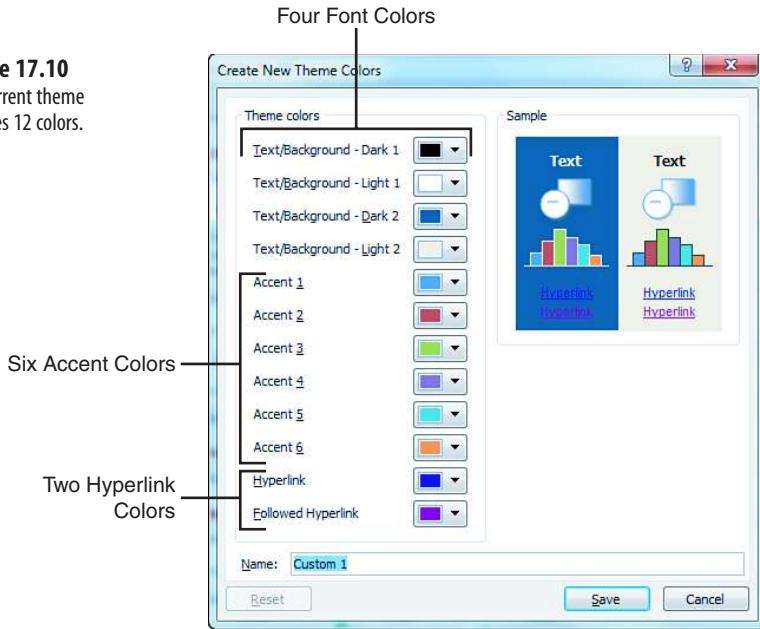 Four Font Colors
e 17.10
rrent theme
es 12 colors.
Create New Theme Colors
Theme colors
Text/Background - Dark 1
Text/Background - Light 1
Text/Background - Dark 2
Text/Background - Light 2
Accent 1
Accent 2
Accent 3
Accent 4
Accent 5
Accent 6
Hyperlink
Followed Hyperlink
Sample
Text Text
Hyperlink Hyperlink
Hyperlink Hyperlink
Six Accent Colors
Two Hyperlink
Colors
Name: Custom 1
Reset Save Cancel